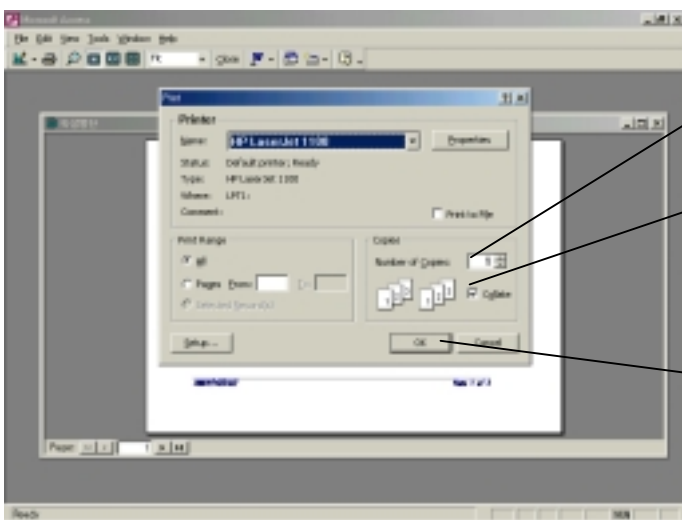 Microsoft Access
File Edit View Tools Window Help
Fit Close
Print
Printer
Name: HP LaserJet 1100 Properties
Status: Default printer; Ready
Type: HP LaserJet 1100
Where: LPT1:
Comment: Print to File
Print Range Copies
All Number of Copies: 1
Pages From: To:
Selected Record(s) Collate
Setup... OK Cancel
Page: 1
Ready NUM